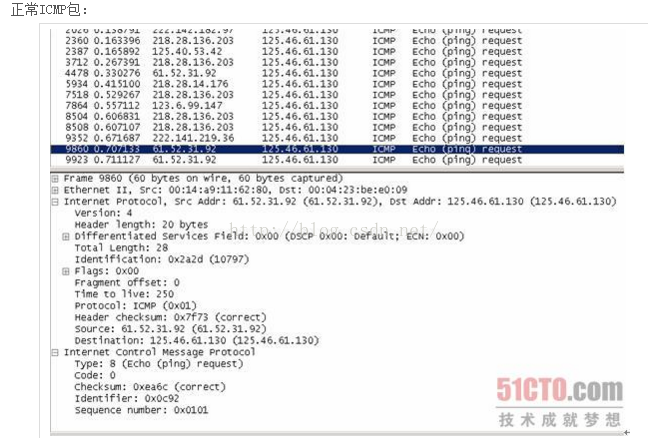 正常ICMP包：
2360 0.163396 218.28.136.203 125.46.61.130 ICMP Echo (ping) request
2387 0.165892 125.40.53.42 125.46.61.130 ICMP Echo (ping) request
3712 0.267391 218.28.136.203 125.46.61.130 ICMP Echo (ping) request
4478 0.330276 61.52.31.92 125.46.61.130 ICMP Echo (ping) request
5934 0.415100 218.28.14.176 125.46.61.130 ICMP Echo (ping) request
7518 0.529267 218.28.136.203 125.46.61.130 ICMP Echo (ping) request
7864 0.557112 123.6.99.147 125.46.61.130 ICMP Echo (ping) request
8504 0.606831 218.28.136.203 125.46.61.130 ICMP Echo (ping) request
8508 0.607107 218.28.136.203 125.46.61.130 ICMP Echo (ping) request
9352 0.671687 222.141.219.36 125.46.61.130 ICMP Echo (ping) request
9860 0.707133 61.52.31.92 125.46.61.130 ICMP Echo (ping) request
9923 0.711127 61.52.31.92 125.46.61.130 ICMP Echo (ping) request
Frame 9860 (60 bytes on wire, 60 bytes captured)
Ethernet II, Src: 00:14:a9:11:62:80, Dst: 00:04:23:be:e0:09
Internet Protocol, Src Addr: 61.52.31.92 (61.52.31.92), Dst Addr: 125.46.61.130 (125.46.61.130)
Version: 4
Header length: 20 bytes
Differentiated Services Field: 0x00 (DSCP 0x00: Default; ECN: 0x00)
http://blog.csdn.net/
Total Length: 28
Identification: 0x2a2d (10797)
Flags: 0x00
Fragment offset: 0
Time to live: 250
Protocol: ICMP (0x01)
Header checksum: 0x7f73 (correct)
Source: 61.52.31.92 (61.52.31.92)
Destination: 125.46.61.130 (125.46.61.130)
Internet Control Message Protocol
Type: 8 (Echo (ping) request)
Code: 0
Checksum: 0xea6c (correct)
Identifier: 0x0c92
Sequence number: 0x0101
51CTO.com
技术成就梦想